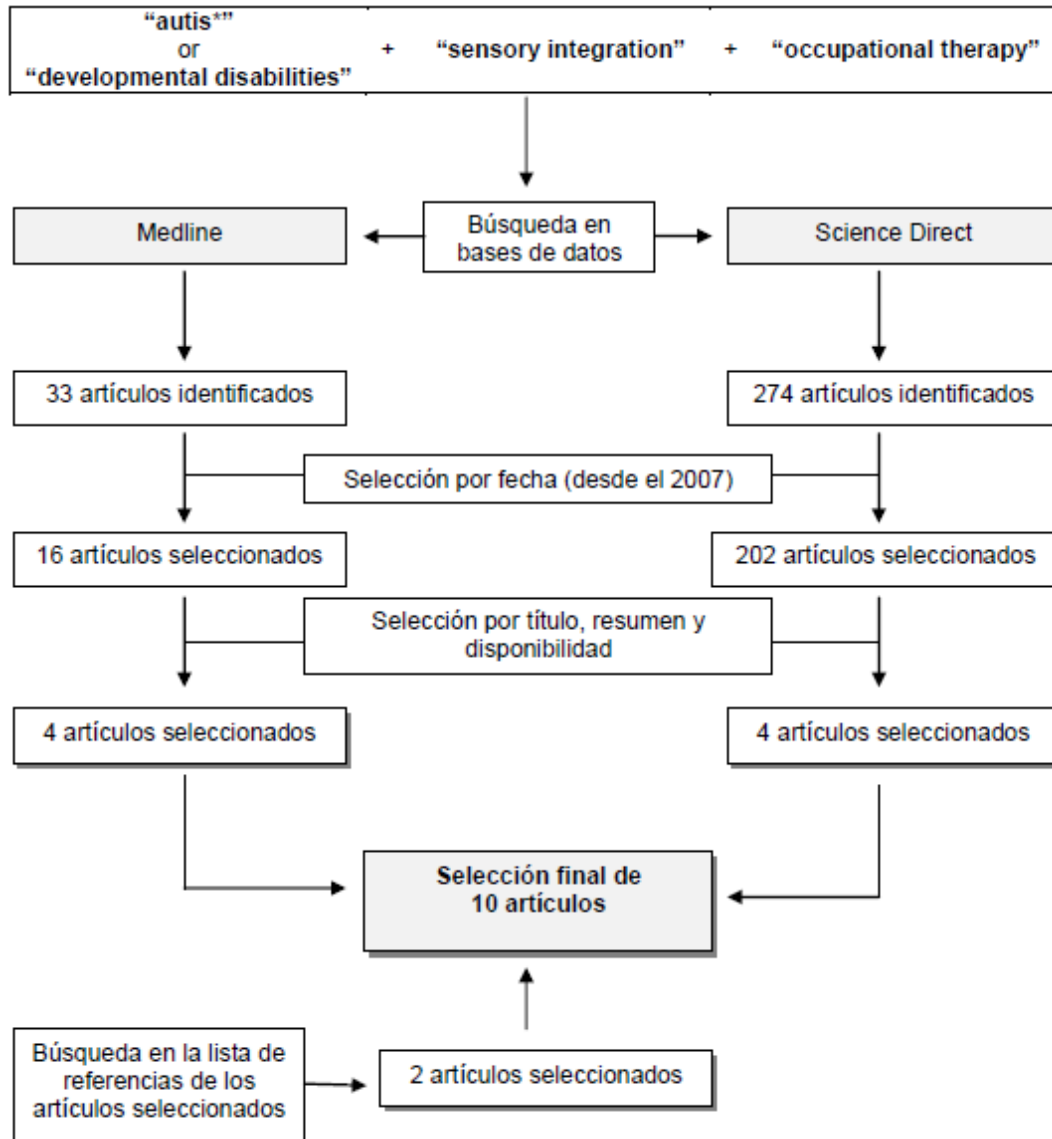 “autis*”
or
“developmental disabilities”
+ “sensory integration”
+ “occupational therapy”
Medline
Búsqueda en
bases de datos
Science Direct
33 artículos identificados
274 artículos identificados
Selección por fecha (desde el 2007)
16 artículos seleccionados
202 artículos seleccionados
Selección por título, resumen y
disponibilidad
4 artículos seleccionados
4 artículos seleccionados
Selección final de
10 artículos
Búsqueda en la lista de
referencias de los
artículos seleccionados
2 artículos seleccionados